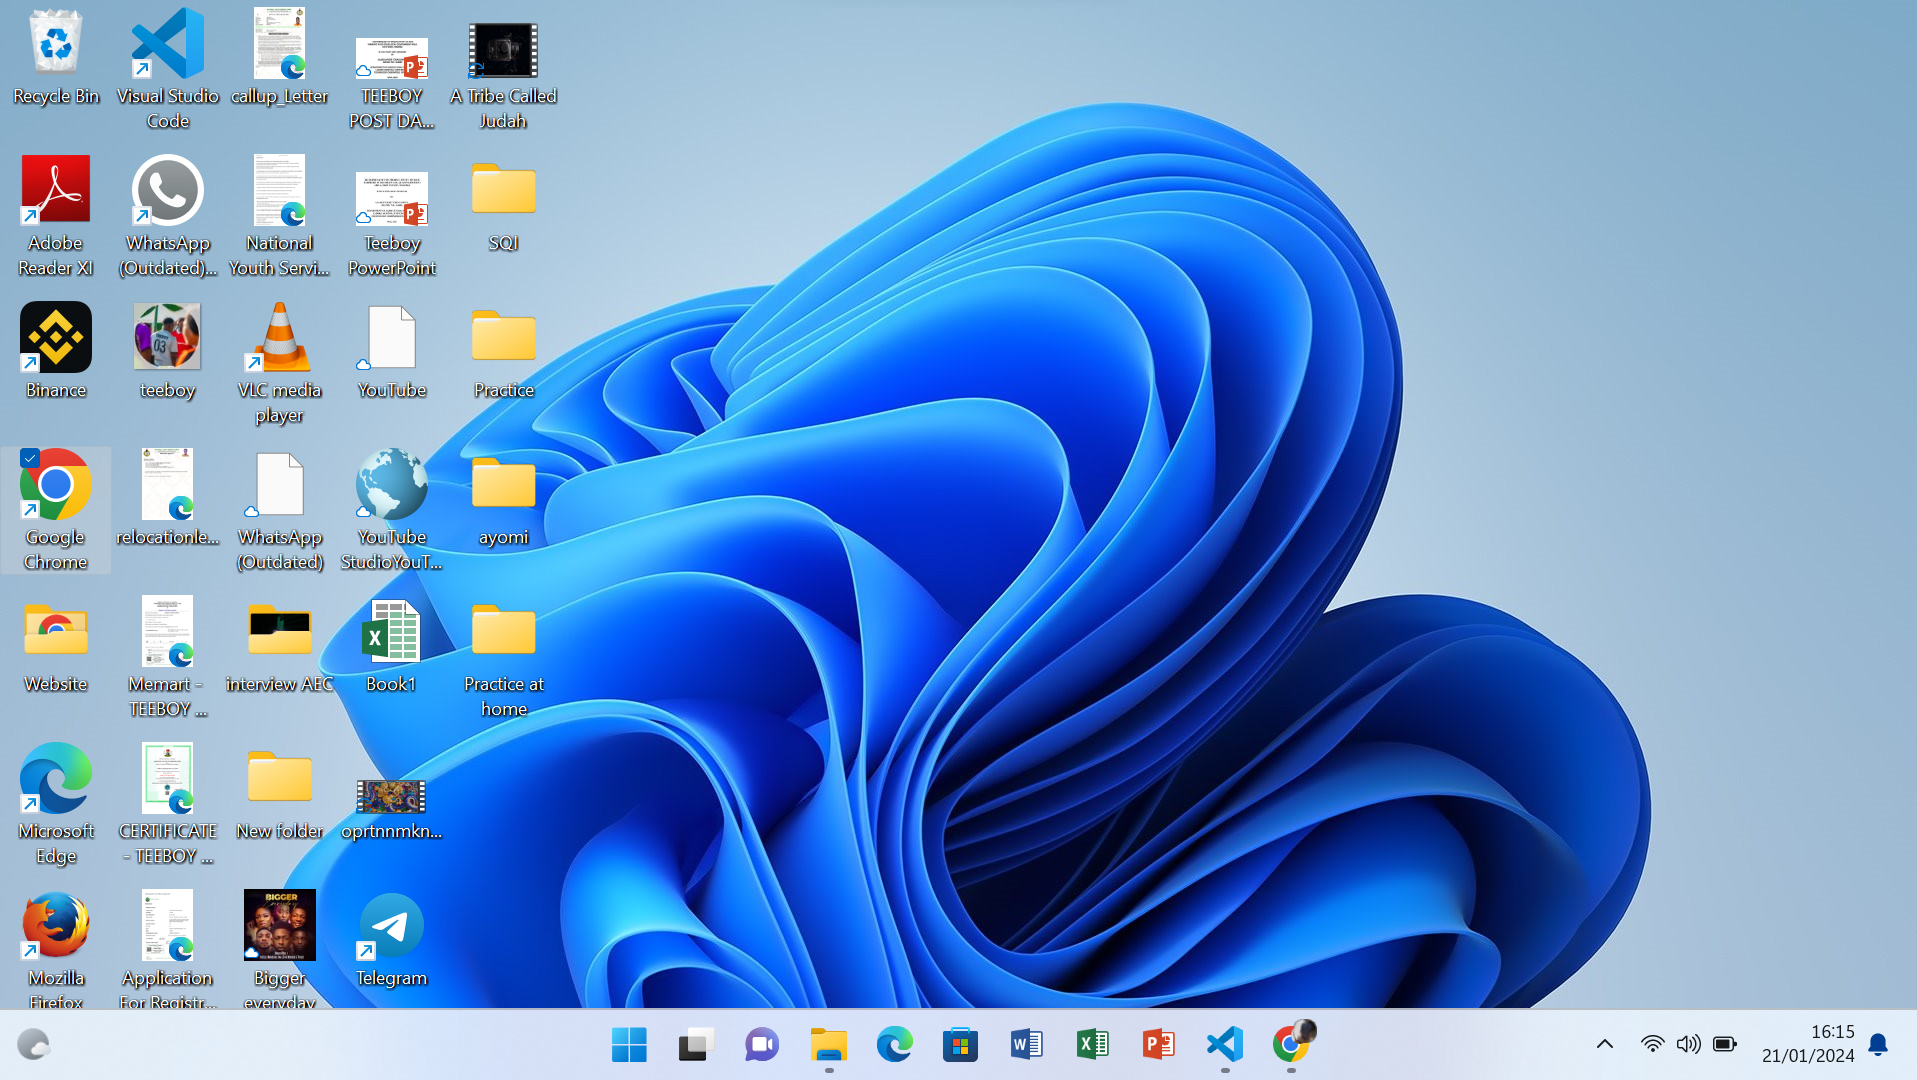 Recycle Bin
Visual Studio
Code
callup_Letter
TEEBOY
POST DA...
A Tribe Called
Judah
Adobe
Reader XI
WhatsApp
(Outdated)...
National
Youth Servi...
Teeboy
PowerPoint
SQI
Binance
teeboy
VLC media
player
YouTube
Practice
Google
Chrome
relocationle...
WhatsApp
(Outdated)
YouTube
StudioYouT...
ayomi
Website
Memart -
TEEBOY ...
interview AEC
Book1
Practice at
home
Microsoft
Edge
CERTIFICATE
- TEEBOY ...
New folder
oprtnnmkn...
Mozilla
Firefox
Application
For Registr...
BIGGER
Bigger
everyday
Telegram
16:15
21/01/2024